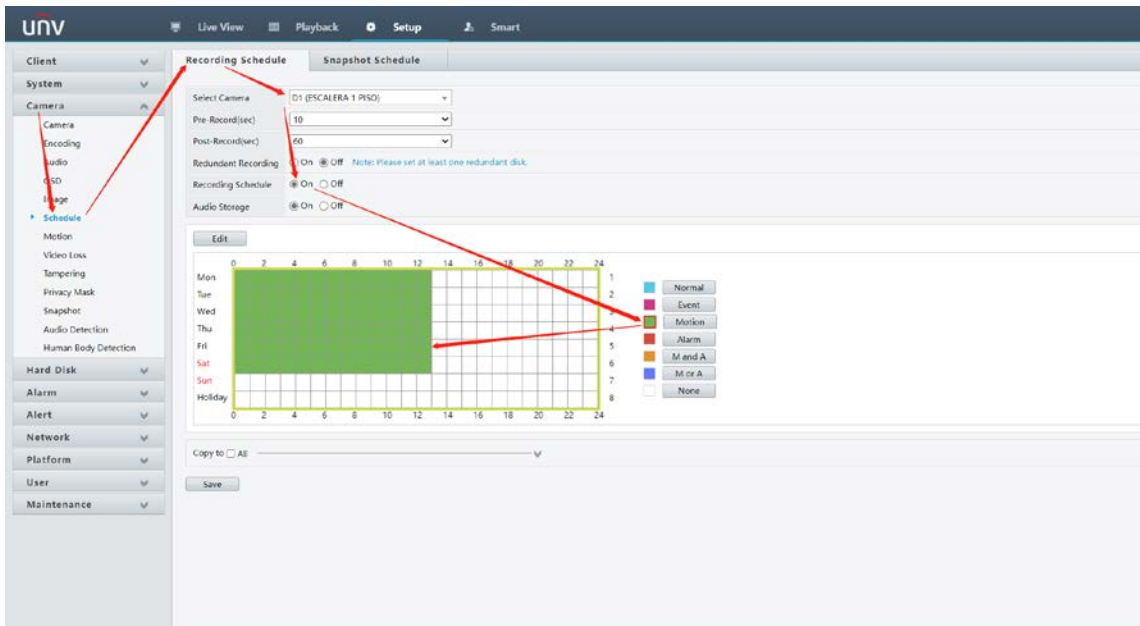 unv Live View Playback Setup Smart
Client
System
Camera
Camera
Encoding
Audio
OSD
Image
Schedule
Motion
Video Loss
Tampering
Privacy Mask
Snapshot
Audio Detection
Human Body Detection
Hard Disk
Alarm
Alert
Network
Platform
User
Maintenance
Recording Schedule Snapshot Schedule
Select Camera D1 (ESCALERA 1 PISO)
Pre-Record(sec) 10
Post-Record(sec) 60
Redundant Recording On Off Note: Please set at least one redundant disk.
Recording Schedule On Off
Audio Storage On Off
Edit
0 2 4 6 8 10 12 14 16 18 20 22 24
Mon 1
Tue 2
Wed 3
Thu 4
Fri 5
Sat 6
Sun 7
Holiday 8
0 2 4 6 8 10 12 14 16 18 20 22 24
Normal
Event
Motion
Alarm
M and A
M or A
None
Copy to All
Save